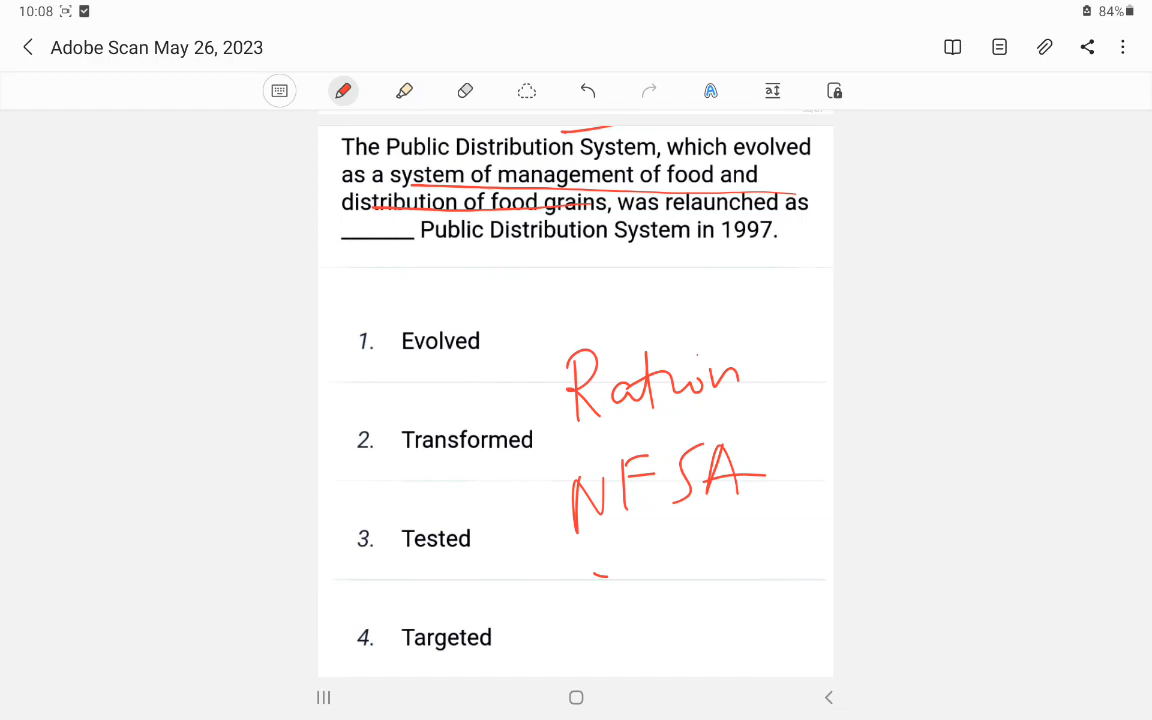 10:08 84%
Adobe Scan May 26, 2023
The Public Distribution System, which evolved
as a system of management of food and
distribution of food grains, was relaunched as
______ Public Distribution System in 1997.
1. Evolved
Ration
2. Transformed
NFSA
3. Tested
4. Targeted